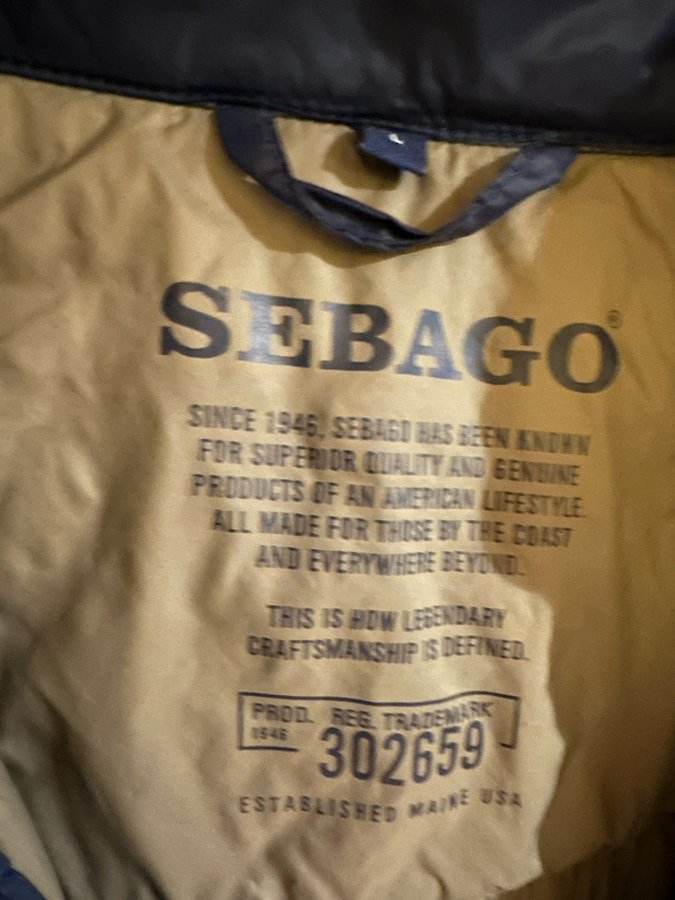 SEBAGO®
SINCE 1946, SEBAGO HAS BEEN KNOWN
FOR SUPERIOR QUALITY AND GENUINE
PRODUCTS OF AN AMERICAN LIFESTYLE.
ALL MADE FOR THOSE BY THE COAST
AND EVERYWHERE BEYOND.
THIS IS HOW LEGENDARY
CRAFTSMANSHIP IS DEFINED.
PROD. REG. TRADEMARK
1946 302659
ESTABLISHED MAINE USA